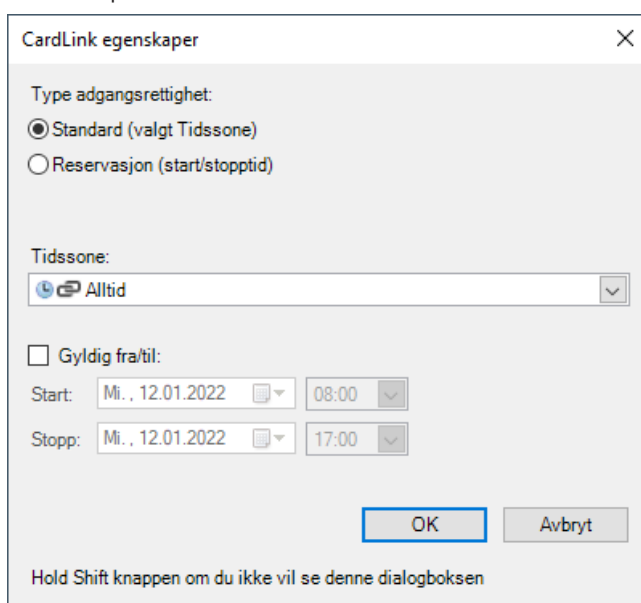 CardLink egenskaper
Type adgangsrettighet:
Standard (valgt Tidssone)
Reservasjon (start/stopptid)
Tidssone:
Alltid
Gyldig fra/til:
Start: Mi. , 12.01.2022 08:00
Stopp: Mi. , 12.01.2022 17:00
OK Avbryt
Hold Shift knappen om du ikke vil se denne dialogboksen